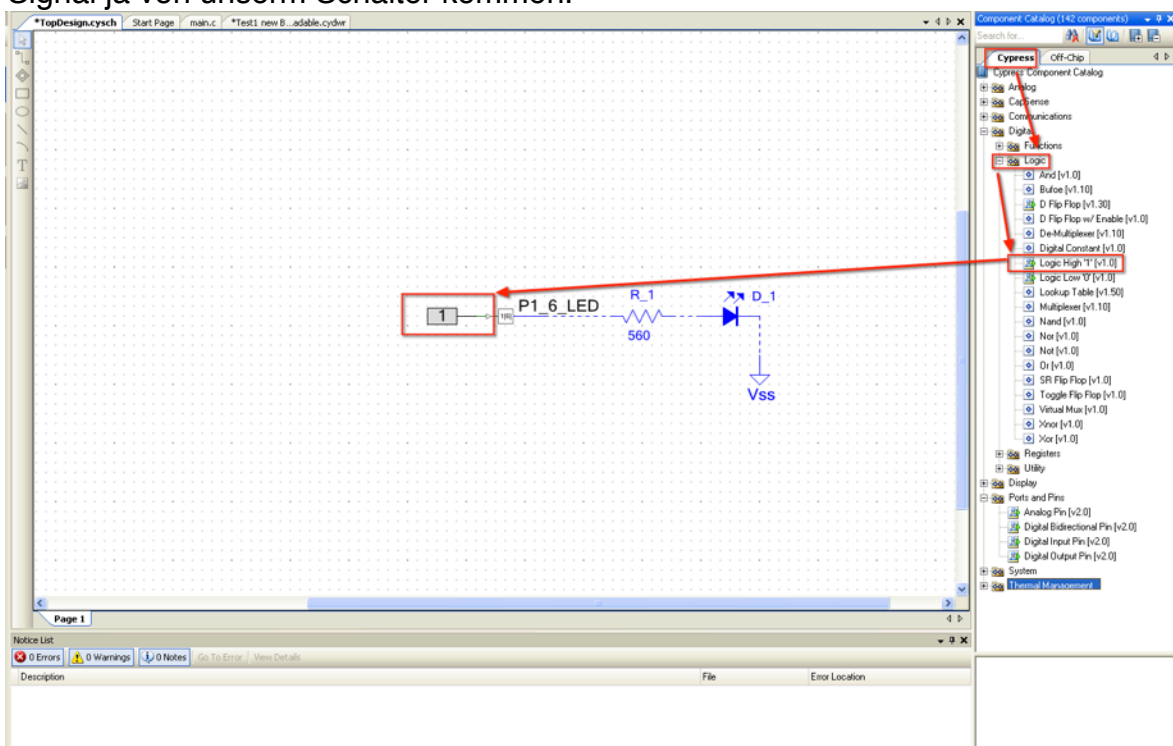 Signal ja von unserm Schalter kommen.
*TopDesign.cysch Start Page main.c *Test1 new B...adable.cydwr
Component Catalog (142 components)
Search for...
Cypress Off-Chip
Cypress Component Catalog
Analog
CapSense
Communications
Digital
Functions
Logic
And [v1.0]
Bufoe [v1.10]
D Flip Flop [v1.30]
D Flip Flop w/ Enable [v1.0]
De-Multiplexer [v1.10]
Digital Constant [v1.0]
Logic High '1' [v1.0]
Logic Low '0' [v1.0]
Lookup Table [v1.50]
Multiplexer [v1.10]
Nand [v1.0]
Nor [v1.0]
Not [v1.0]
Or [v1.0]
SR Flip Flop [v1.0]
Toggle Flip Flop [v1.0]
Virtual Mux [v1.0]
Xnor [v1.0]
Xor [v1.0]
Registers
Utility
Display
Ports and Pins
Analog Pin [v2.0]
Digital Bidirectional Pin [v2.0]
Digital Input Pin [v2.0]
Digital Output Pin [v2.0]
System
Thermal Management
T
1 P1_6_LED R_1 D_1
560
Vss
Page 1
Notice List
0 Errors 0 Warnings 0 Notes Go To Error View Details
Description File Error Location